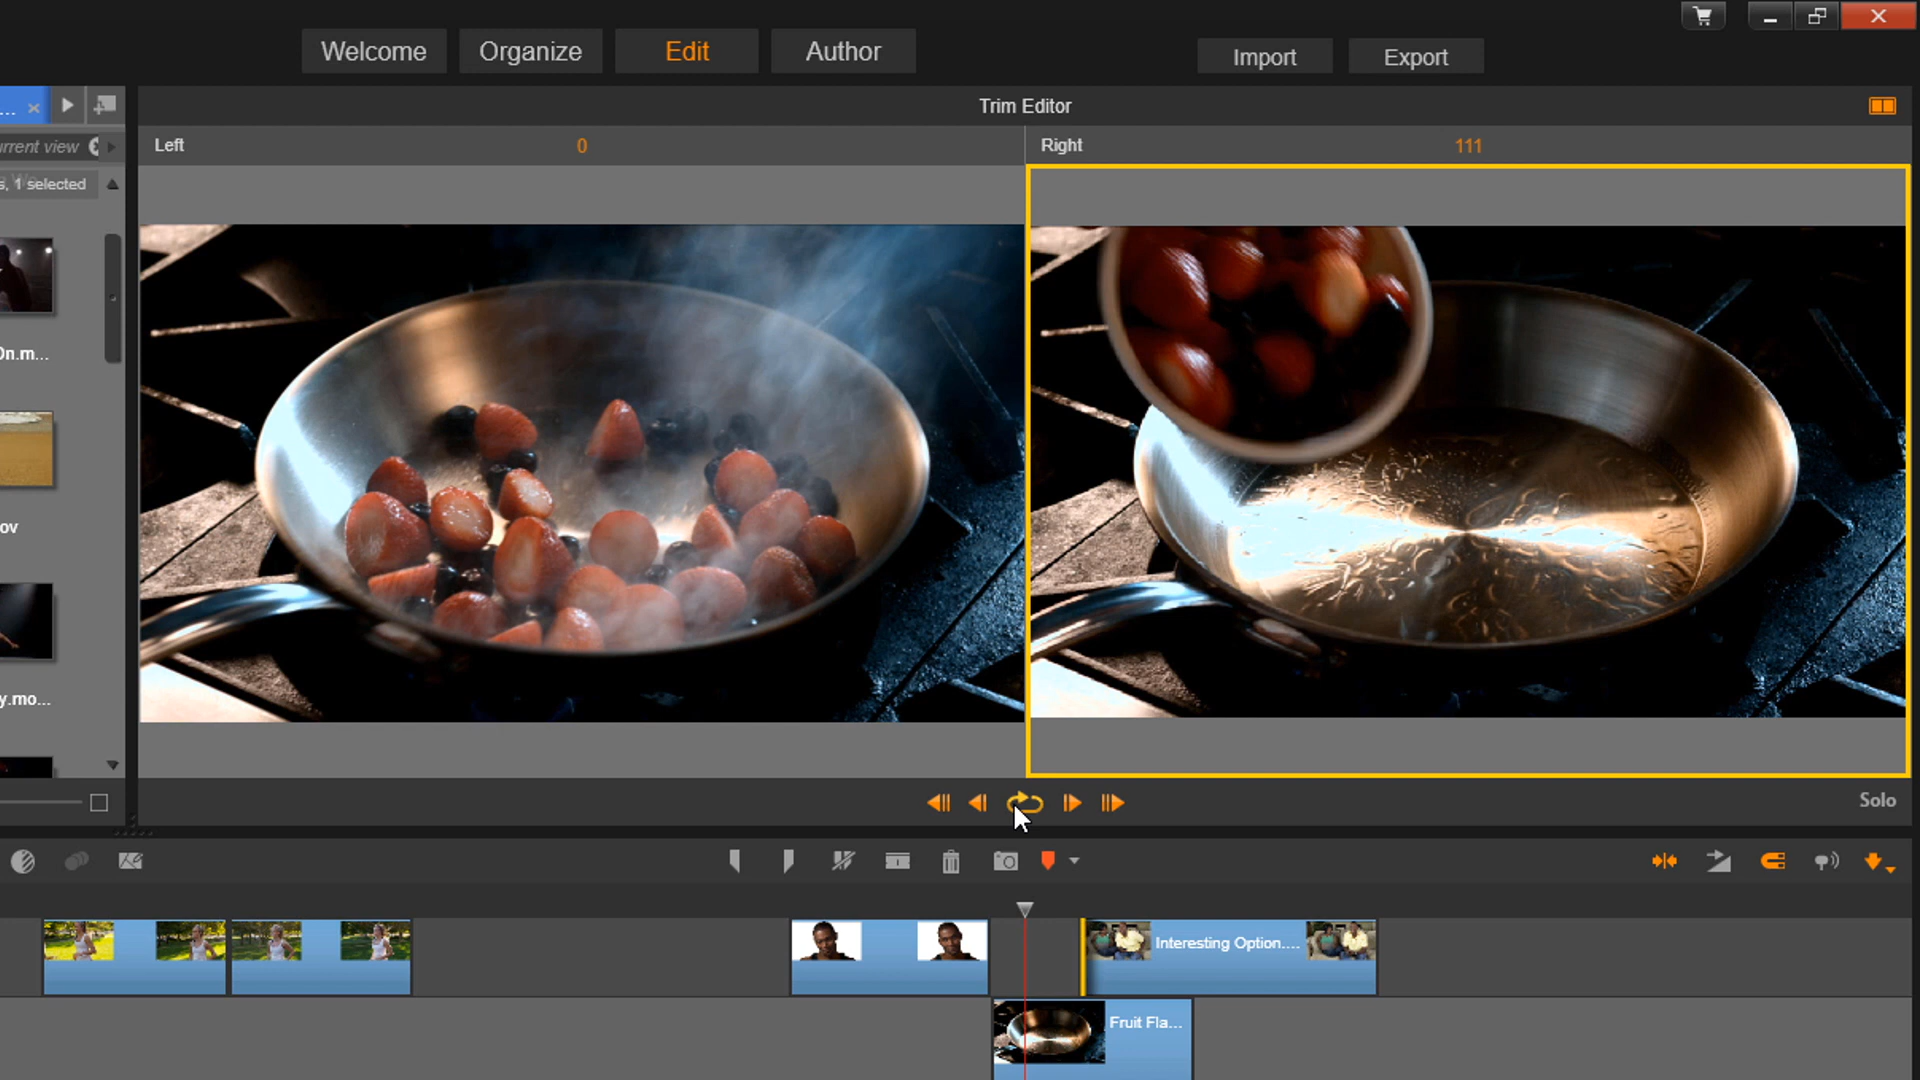 Welcome
Organize
Edit
Author
Import
Export
...
Trim Editor
urrent view
Left
0
Right
111
s, 1 selected
On.m...
ov
y.mo...
Solo
Interesting Option....
Fruit Fla...